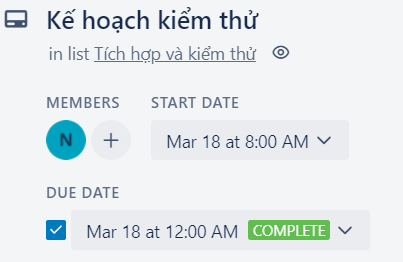 Kế hoạch kiểm thử
in list Tích hợp và kiểm thử
MEMBERS START DATE
N + Mar 18 at 8:00 AM
DUE DATE
Mar 18 at 12:00 AM COMPLETE